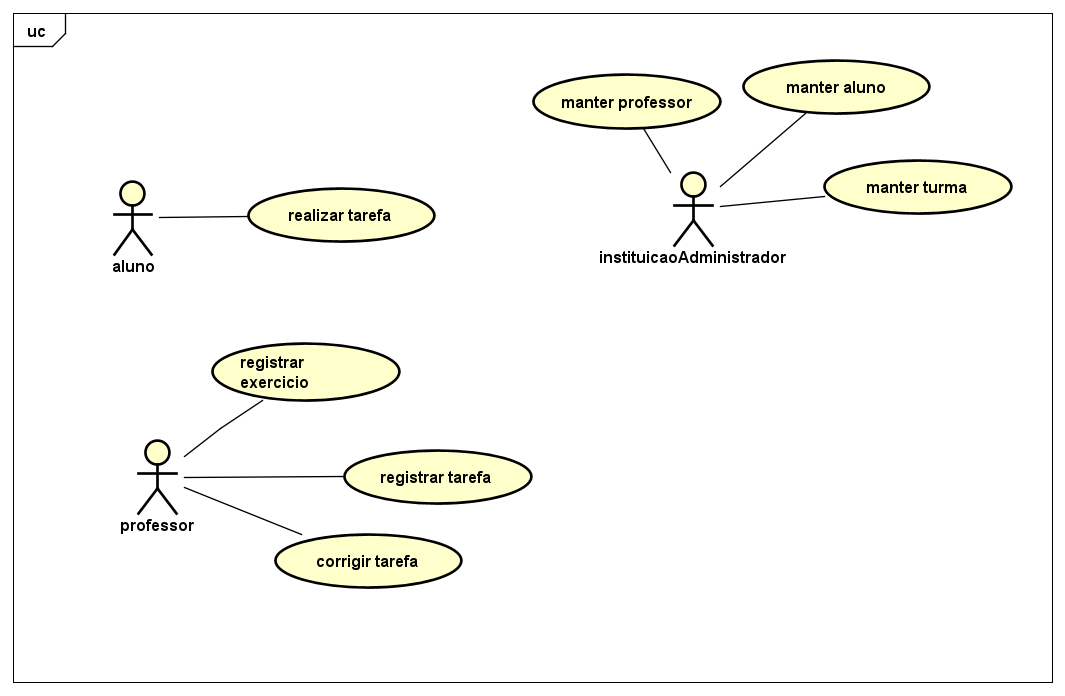 uc
manter aluno
manter professor
manter turma
realizar tarefa
instituicaoAdministrador
aluno
registrar
exercicio
registrar tarefa
professor
corrigir tarefa